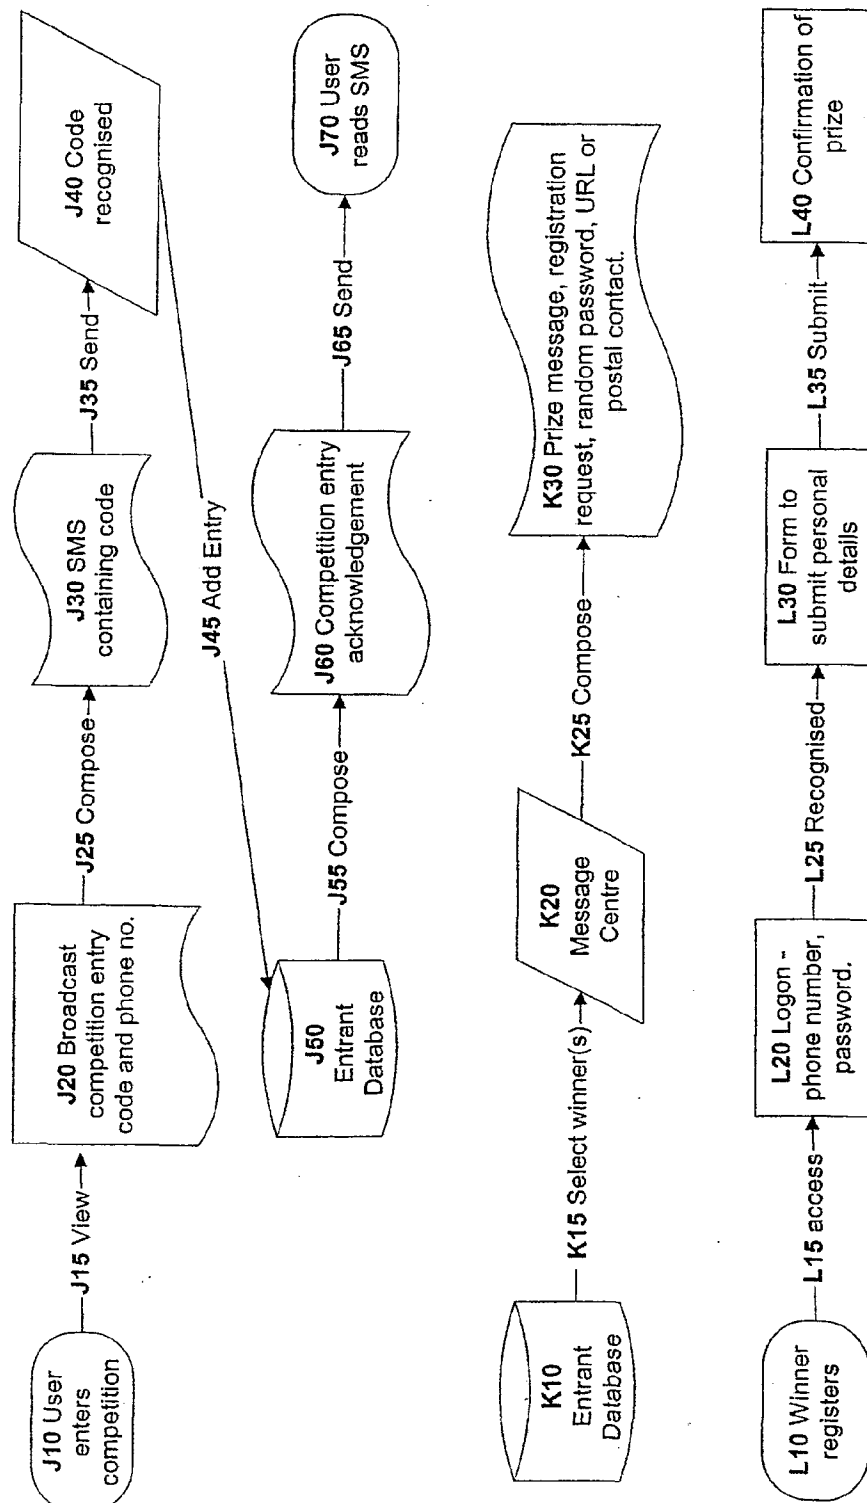 J10 User
enters
competition
J15 View
J20 Broadcast
competition entry
code and phone no.
J25 Compose
J30 SMS
containing code
J35 Send
J40 Code
recognised
J45 Add Entry
J50
Entrant
Database
J55 Compose
J60 Competition entry
acknowledgement
J65 Send
J70 User
reads SMS
K10
Entrant
Database
K15 Select winner(s)
K20
Message
Centre
K25 Compose
K30 Prize message, registration
request, random password, URL or
postal contact.
L10 Winner
registers
L15 access
L20 Logon -
phone number,
password.
L25 Recognised
L30 Form to
submit personal
details
L35 Submit
L40 Confirmation of
prize